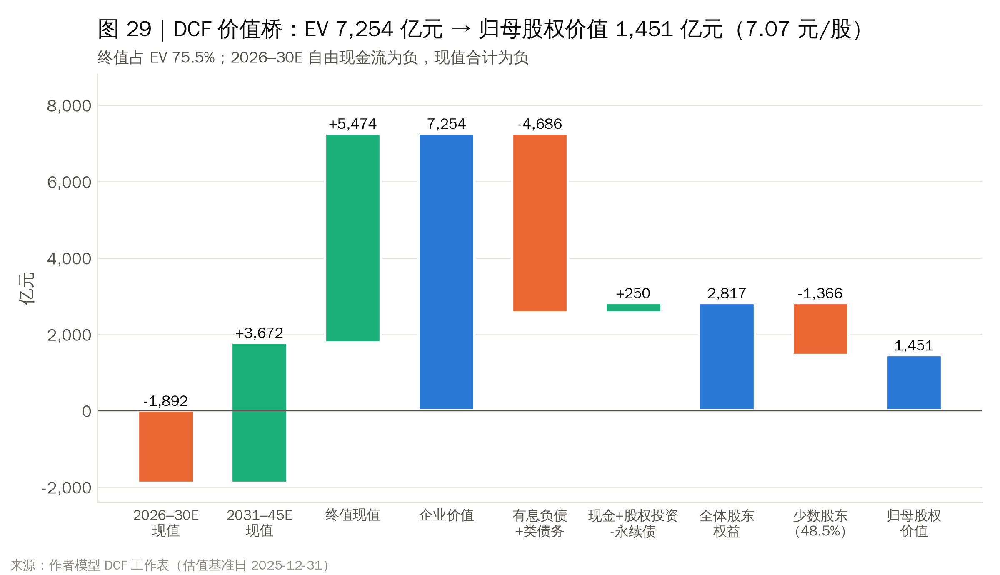 图 29｜DCF 价值桥：EV 7,254 亿元 → 归母股权价值 1,451 亿元（7.07 元/股）
终值占 EV 75.5%；2026–30E 自由现金流为负，现值合计为负
亿元
8,000
6,000
4,000
2,000
0
-2,000
-1,892
+3,672
+5,474
7,254
-4,686
+250
2,817
-1,366
1,451
2026–30E
现值
2031–45E
现值
终值现值
企业价值
有息负债
+类债务
现金+股权投资
-永续债
全体股东
权益
少数股东
（48.5%）
归母股权
价值
来源：作者模型 DCF 工作表（估值基准日 2025-12-31）